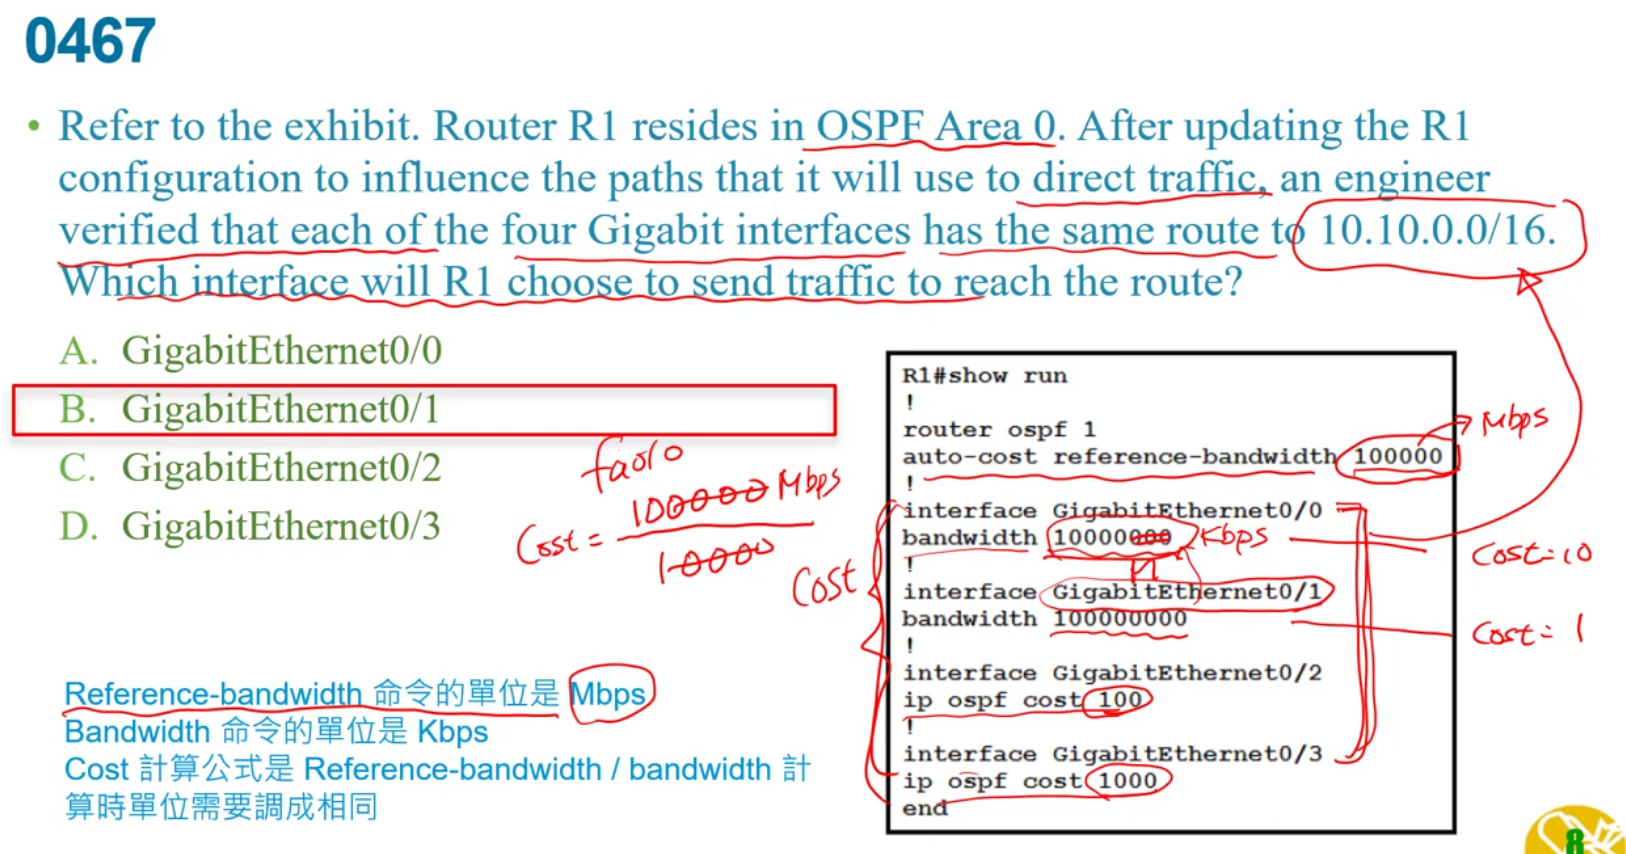 0467
• Refer to the exhibit. Router R1 resides in OSPF Area 0. After updating the R1
configuration to influence the paths that it will use to direct traffic, an engineer
verified that each of the four Gigabit interfaces has the same route to 10.10.0.0/16.
Which interface will R1 choose to send traffic to reach the route?
A. GigabitEthernet0/0
B. GigabitEthernet0/1
C. GigabitEthernet0/2
D. GigabitEthernet0/3
Cost = 100000 Mbps
10000
Cost
Reference-bandwidth 命令的單位是 Mbps
Bandwidth 命令的單位是 Kbps
Cost 計算公式是 Reference-bandwidth / bandwidth 計
算時單位需要調成相同
R1#show run
!
router ospf 1
auto-cost reference-bandwidth 100000
Mbps
!
interface GigabitEthernet0/0
bandwidth 10000000
Kbps
Cost=10
!
interface GigabitEthernet0/1
bandwidth 100000000
Cost= 1
!
interface GigabitEthernet0/2
ip ospf cost 100
!
interface GigabitEthernet0/3
ip ospf cost 1000
end
8